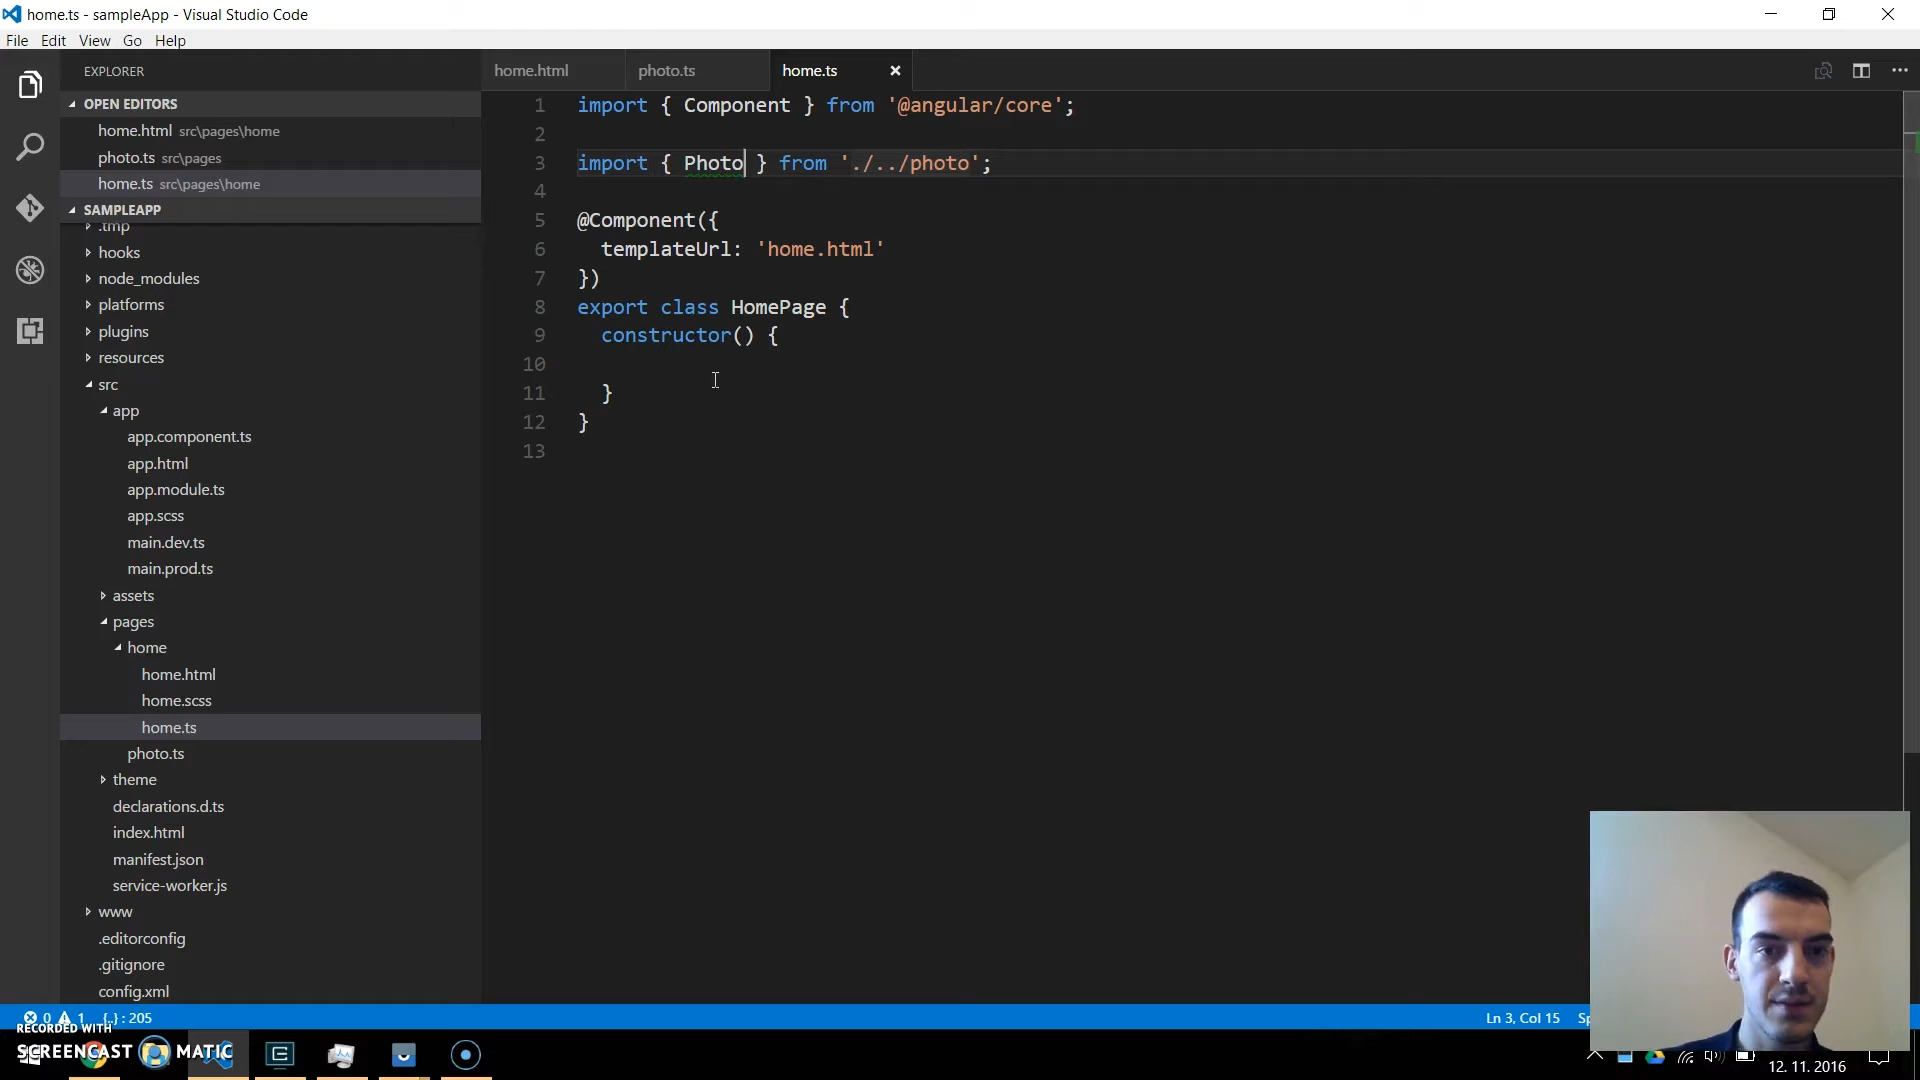 home.ts - sampleApp - Visual Studio Code
File Edit View Go Help
EXPLORER
OPEN EDITORS
home.html src\pages\home
photo.ts src\pages
home.ts src\pages\home
SAMPLEAPP
.tmp
hooks
node_modules
platforms
plugins
resources
src
app
app.component.ts
app.html
app.module.ts
app.scss
main.dev.ts
main.prod.ts
assets
pages
home
home.html
home.scss
home.ts
photo.ts
theme
declarations.d.ts
index.html
manifest.json
service-worker.js
www
.editorconfig
.gitignore
config.xml
home.html photo.ts home.ts
1 import { Component } from '@angular/core';
2
3 import { Photo } from './../photo';
4
5 @Component({
6 templateUrl: 'home.html'
7 })
8 export class HomePage {
9 constructor() {
10
11 }
12 }
13
0 1 {..} : 205
Ln 3, Col 15
RECORDED WITH
SCREENCAST MATIC
12. 11. 2016